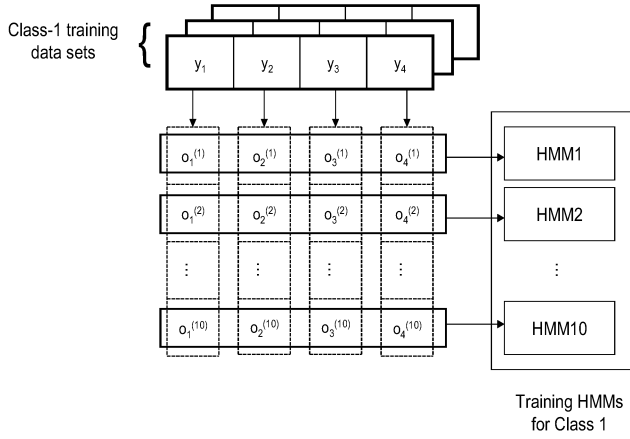 Class-1 training
data sets
y1 y2 y3 y4
o1(1) o2(1) o3(1) o4(1) HMM1
o1(2) o2(2) o3(2) o4(2) HMM2
⋮ ⋮ ⋮ ⋮ ⋮
o1(10) o2(10) o3(10) o4(10) HMM10
Training HMMs
for Class 1